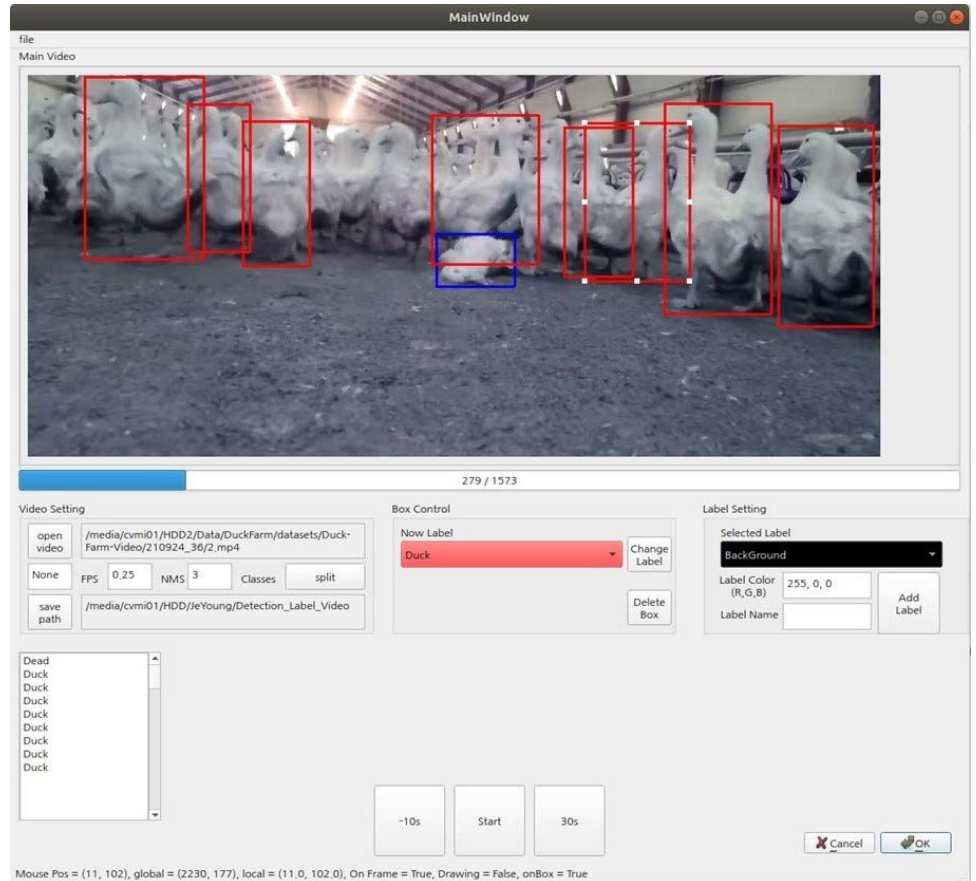 MainWindow
file
Main Video
279 / 1573
Video Setting
open video
/media/cvmi01/HDD2/Data/DuckFarm/datasets/Duck-
Farm-Video/210924_36/2.mp4
None FPS 0,25 NMS 3 Classes split
save path
/media/cvmi01/HDD/JeYoung/Detection_Label_Video
Box Control
Now Label
Duck
Change Label
Delete Box
Label Setting
Selected Label
BackGround
Label Color (R,G,B)
255, 0, 0
Label Name
Add Label
Dead
Duck
Duck
Duck
Duck
Duck
Duck
Duck
Duck
-10s Start 30s
Cancel OK
Mouse Pos = (11, 102), global = (2230, 177), local = (11,0, 102,0), On Frame = True, Drawing = False, onBox = True